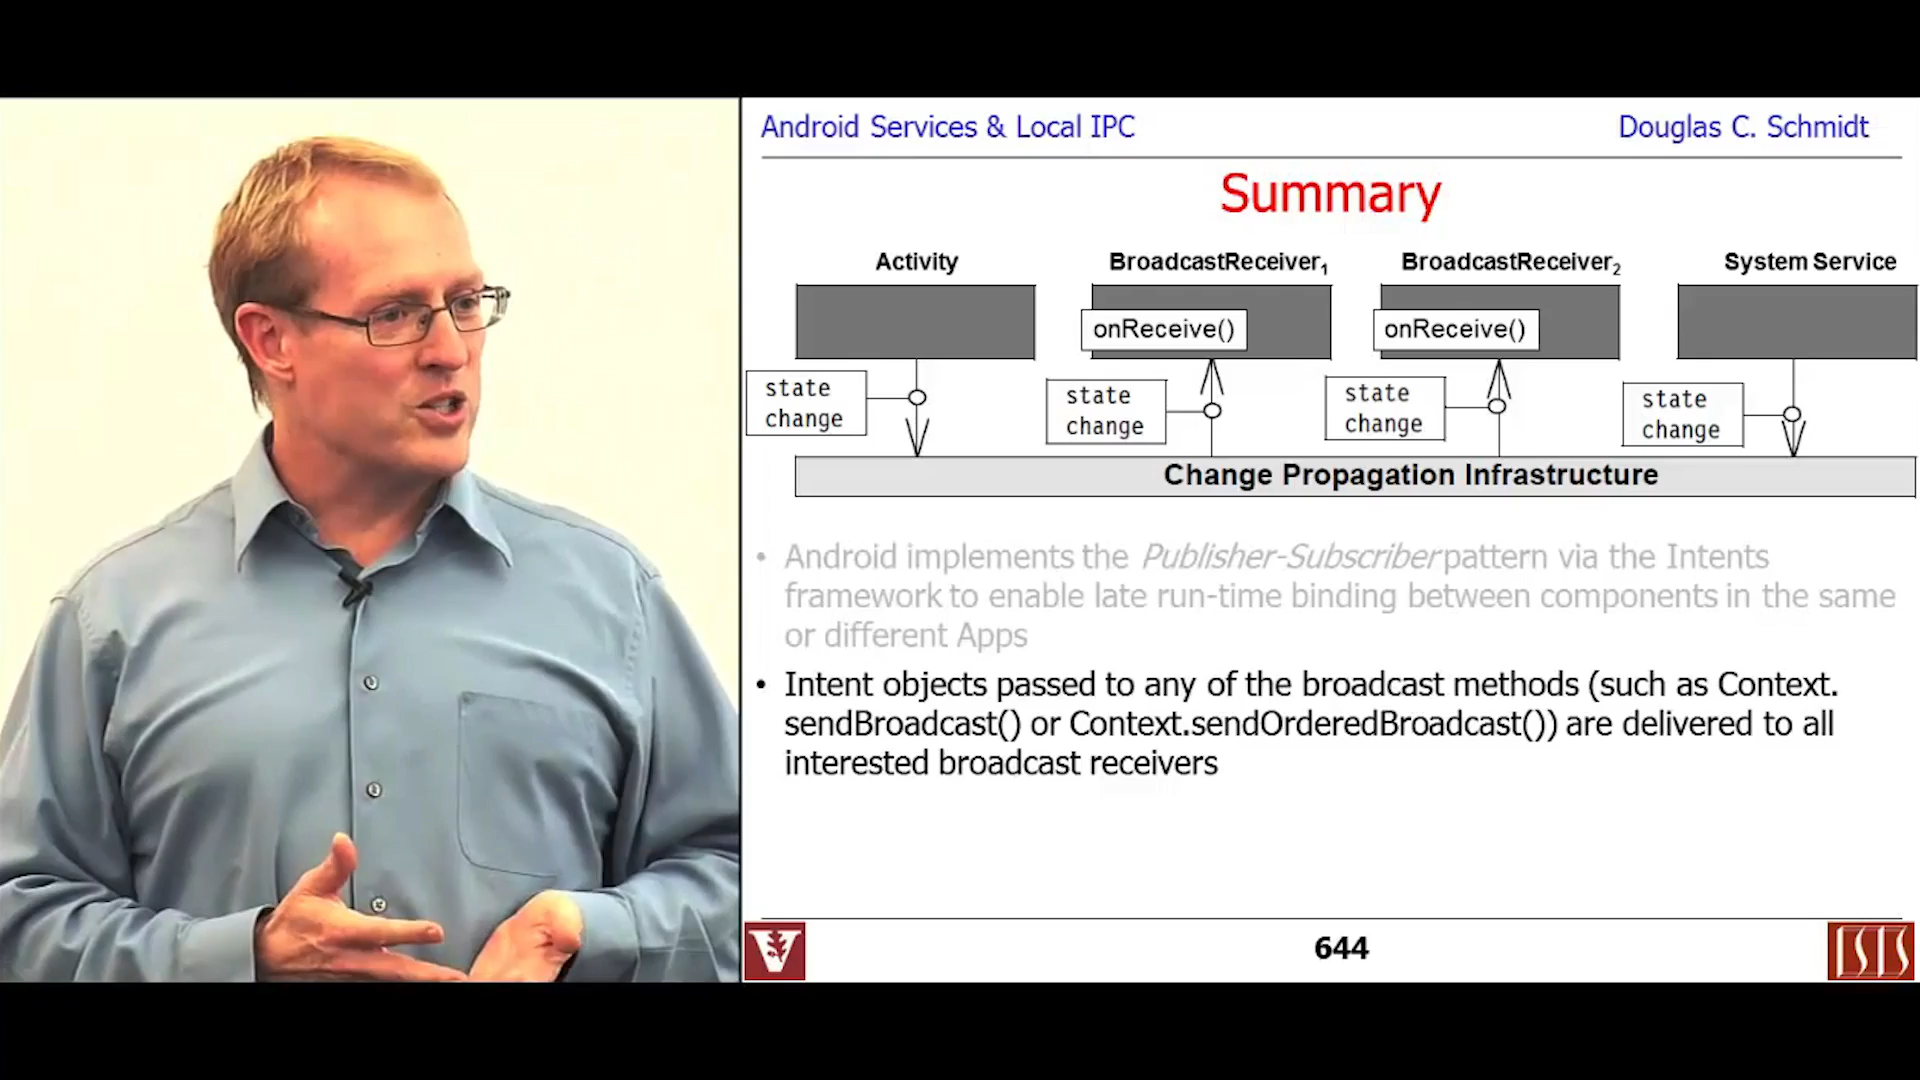 Android Services & Local IPC
Douglas C. Schmidt
Summary
Activity
BroadcastReceiver1
BroadcastReceiver2
System Service
onReceive()
onReceive()
state
change
state
change
state
change
state
change
Change Propagation Infrastructure
• Android implements the Publisher-Subscriber pattern via the Intents
framework to enable late run-time binding between components in the same
or different Apps
• Intent objects passed to any of the broadcast methods (such as Context.
sendBroadcast() or Context.sendOrderedBroadcast()) are delivered to all
interested broadcast receivers
V
644
ISIS